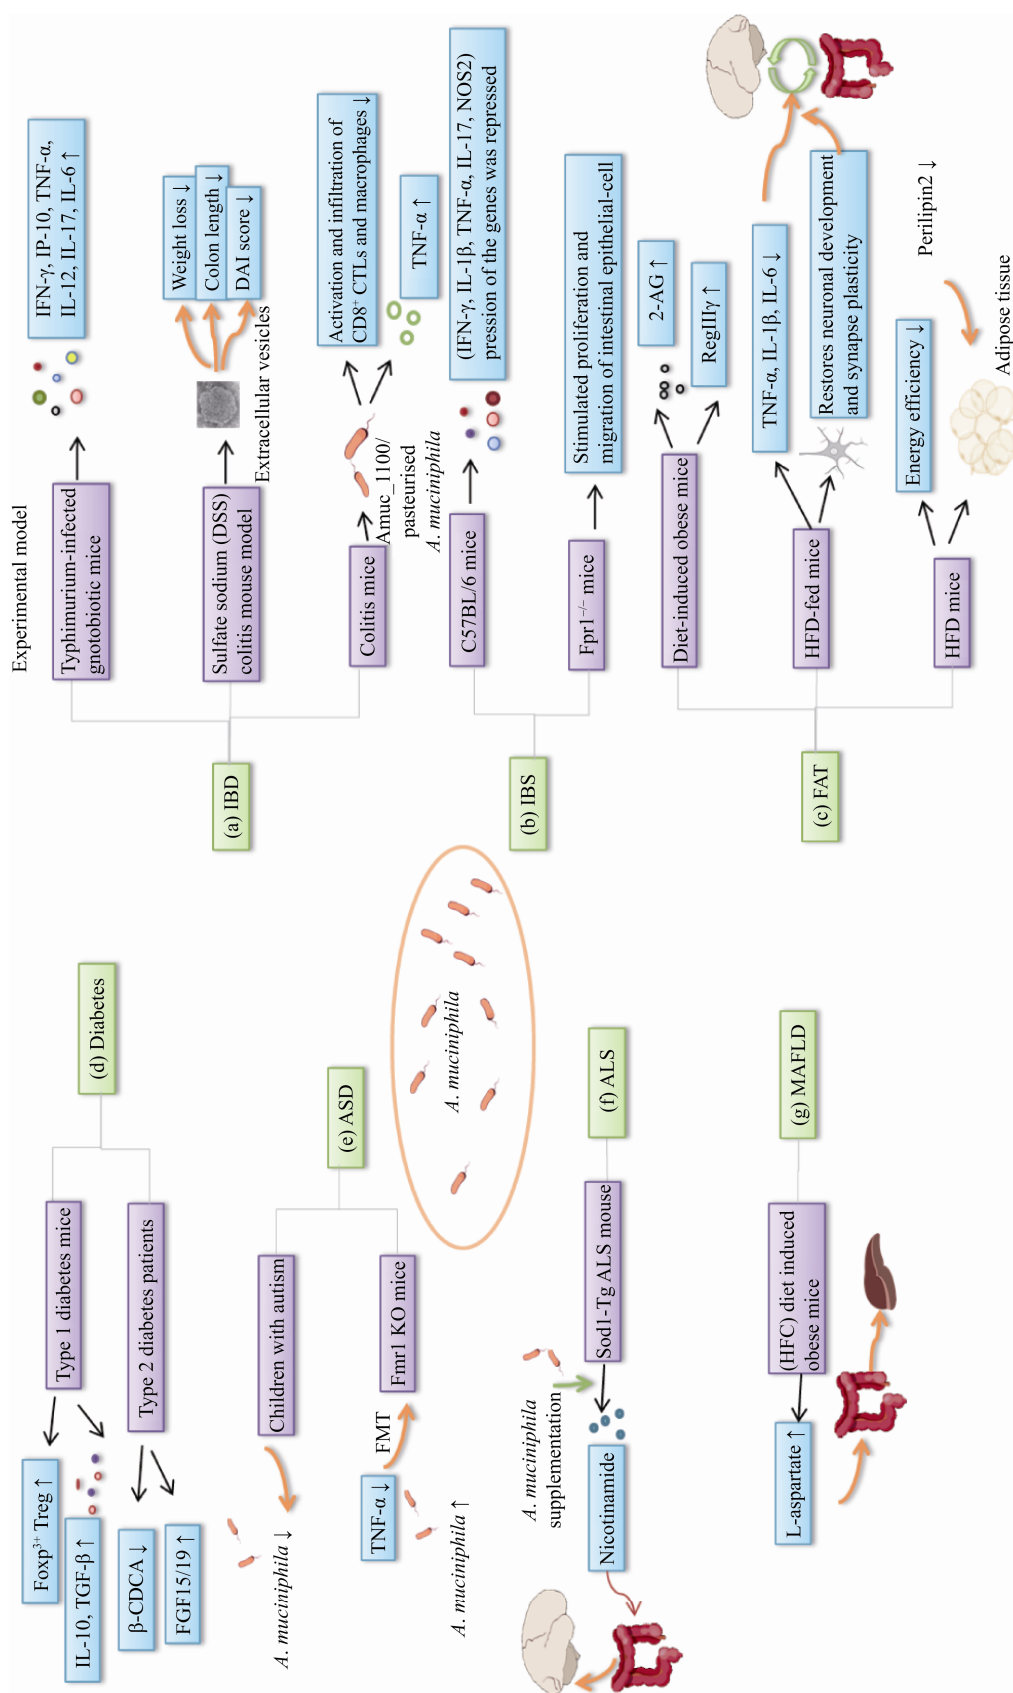 Experimental model
(a) IBD
Typhimurium-infected
gnotobiotic mice
IFN-γ, IP-10, TNF-α,
IL-12, IL-17, IL-6 ↑
Sulfate sodium (DSS)
colitis mouse model
Extracellular vesicles
Weight loss ↓
Colon length ↓
DAI score ↓
Colitis mice
Amuc_1100/
pasteurised
A. muciniphila
Activation and infiltration of
CD8⁺ CTLs and macrophages ↓
TNF-α ↑
(b) IBS
C57BL/6 mice
(IFN-γ, IL-1β, TNF-α, IL-17, NOS2)
pression of the genes was repressed
Fpr1⁻/⁻ mice
Stimulated proliferation and
migration of intestinal epithelial-cell
(c) FAT
Diet-induced obese mice
2-AG ↑
RegIIIγ ↑
HFD-fed mice
TNF-α, IL-1β, IL-6 ↓
Restores neuronal development
and synapse plasticity
HFD mice
Energy efficiency ↓
Perilipin2 ↓
Adipose tissue
A. muciniphila
(d) Diabetes
Type 1 diabetes mice
Foxp³⁺ Treg ↑
IL-10, TGF-β ↑
Type 2 diabetes patients
β-CDCA ↓
FGF15/19 ↑
(e) ASD
Children with autism
A. muciniphila ↓
Fmr1 KO mice
FMT
TNF-α ↓
A. muciniphila ↑
(f) ALS
Sod1-Tg ALS mouse
A. muciniphila
supplementation
Nicotinamide
(g) MAFLD
(HFC) diet induced
obese mice
L-aspartate ↑